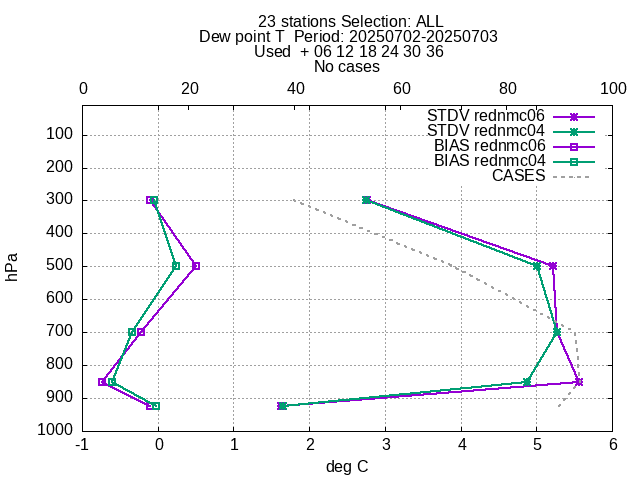 23 stations Selection: ALL
Dew point T  Period: 20250702-20250703
Used  + 06 12 18 24 30 36
No cases
0 20 40 60 80 100
STDV rednmc06
STDV rednmc04
BIAS rednmc06
BIAS rednmc04
CASES
100
200
300
400
500
600
700
800
900
1000
hPa
-1 0 1 2 3 4 5 6
deg C